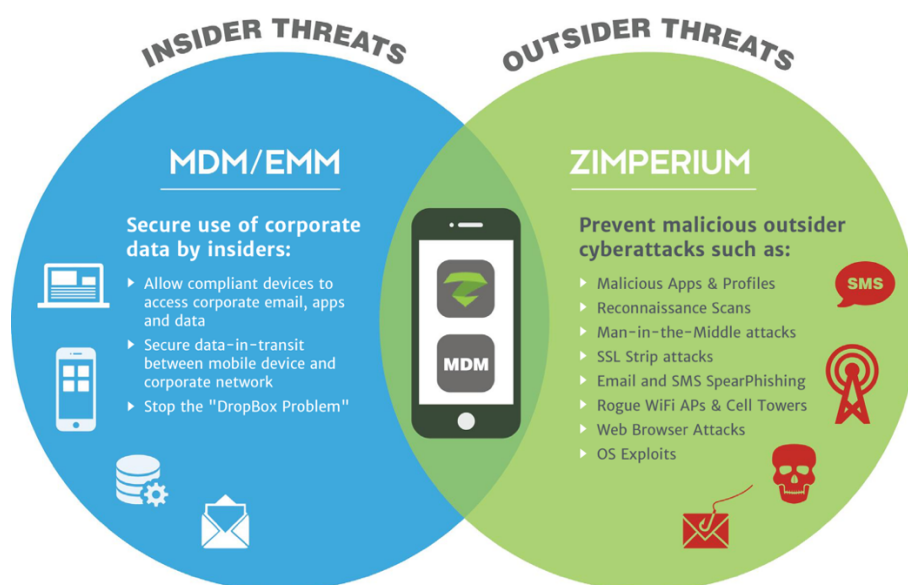 INSIDER THREATS
OUTSIDER THREATS
MDM/EMM
Secure use of corporate
data by insiders:
Allow compliant devices to
access corporate email, apps
and data
Secure data-in-transit
between mobile device and
corporate network
Stop the "DropBox Problem"
MDM
ZIMPERIUM
Prevent malicious outsider
cyberattacks such as:
Malicious Apps & Profiles
Reconnaissance Scans
Man-in-the-Middle attacks
SSL Strip attacks
Email and SMS SpearPhishing
Rogue WiFi APs & Cell Towers
Web Browser Attacks
OS Exploits
SMS